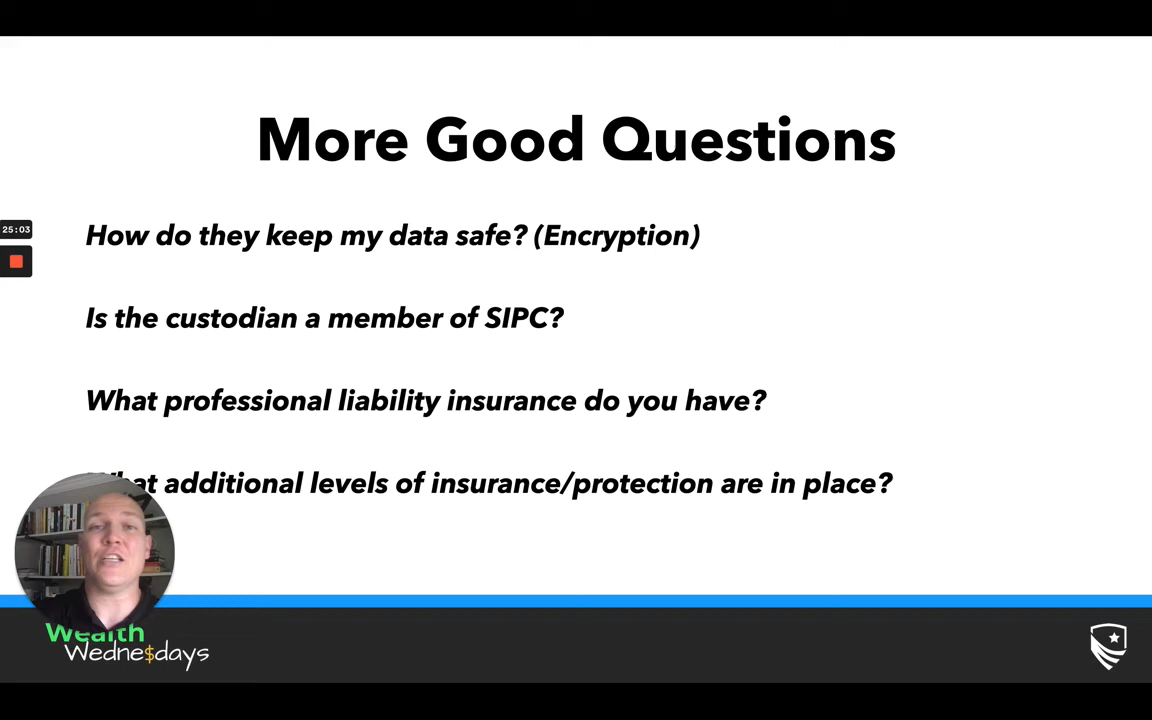 More Good Questions
How do they keep my data safe? (Encryption)
25:03
Is the custodian a member of SIPC?
What professional liability insurance do you have?
additional levels of insurance/protection are in place?
Wealth
Wedne$days